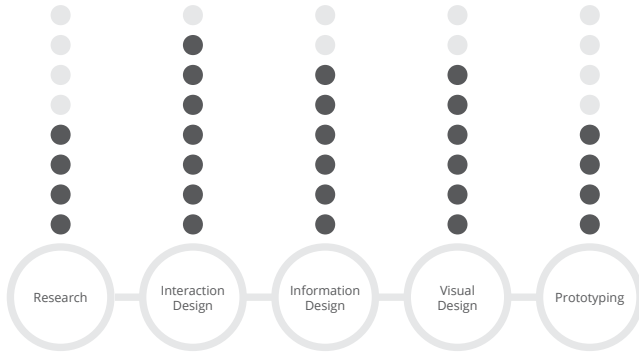 Research
Interaction
Design
Information
Design
Visual
Design
Prototyping